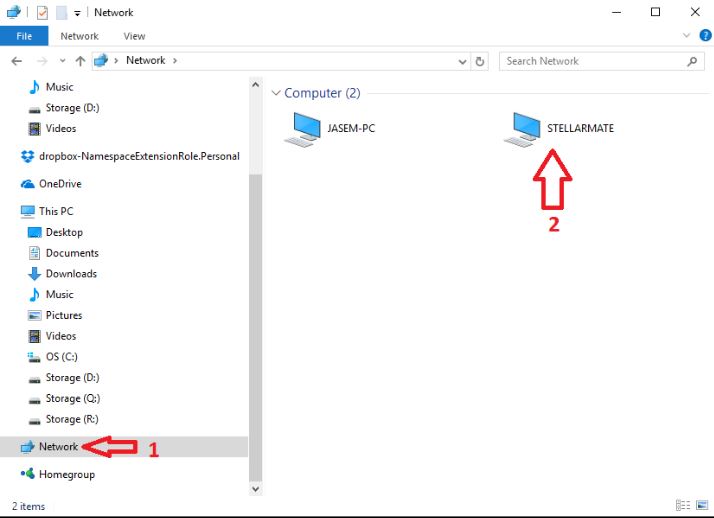 Network
File
Network
View
Network
Search Network
Music
Storage (D:)
Videos
dropbox-NamespaceExtensionRole.Personal
OneDrive
This PC
Desktop
Documents
Downloads
Music
Pictures
Videos
OS (C:)
Storage (D:)
Storage (Q:)
Storage (R:)
Network
1
Homegroup
Computer (2)
JASEM-PC
STELLARMATE
2
2 items